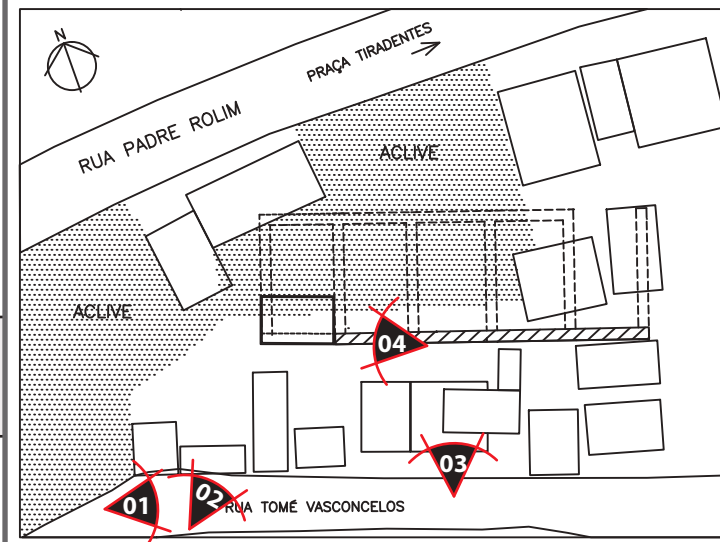 N
PRAÇA TIRADENTES
RUA PADRE ROLIM
ACLIVE
ACLIVE
04
03
01
02
RUA TOMÉ VASCONCELOS